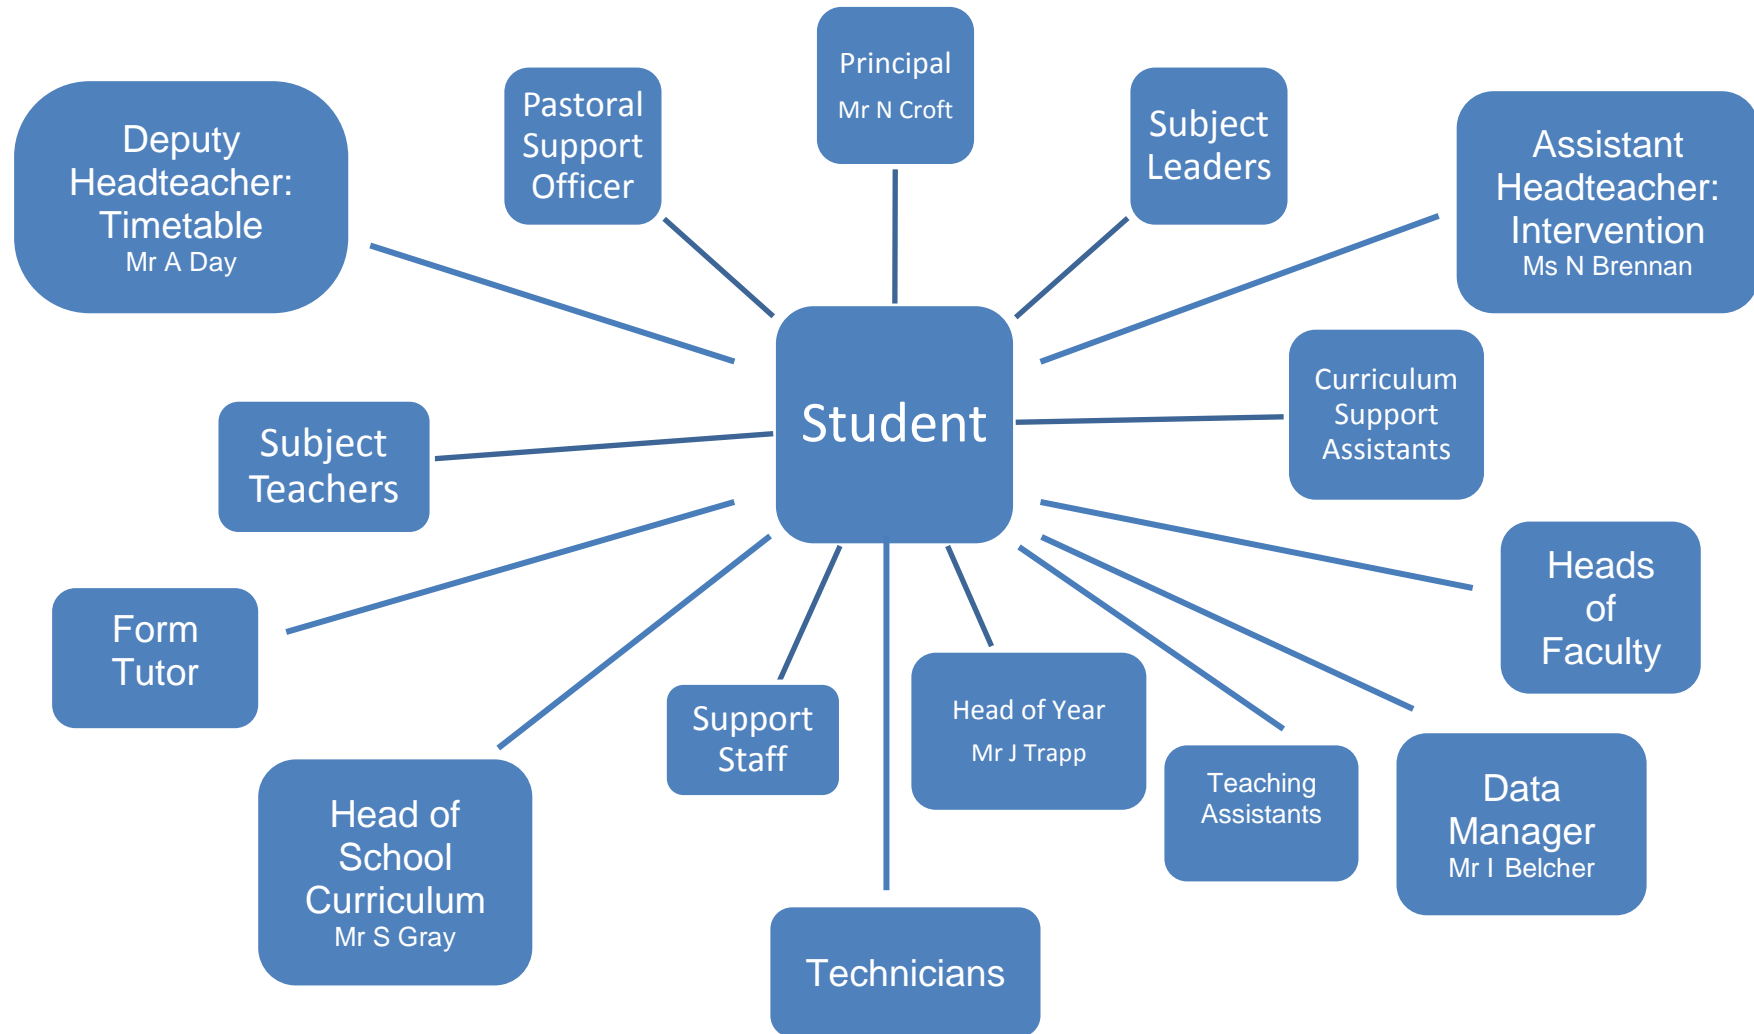 Principal
Mr N Croft
Pastoral
Support
Officer
Subject
Leaders
Deputy
Headteacher:
Timetable
Mr A Day
Assistant
Headteacher:
Intervention
Ms N Brennan
Student
Curriculum
Support
Assistants
Subject
Teachers
Heads
of
Faculty
Form
Tutor
Support
Staff
Head of Year
Mr J Trapp
Teaching
Assistants
Data
Manager
Mr I Belcher
Head of
School
Curriculum
Mr S Gray
Technicians